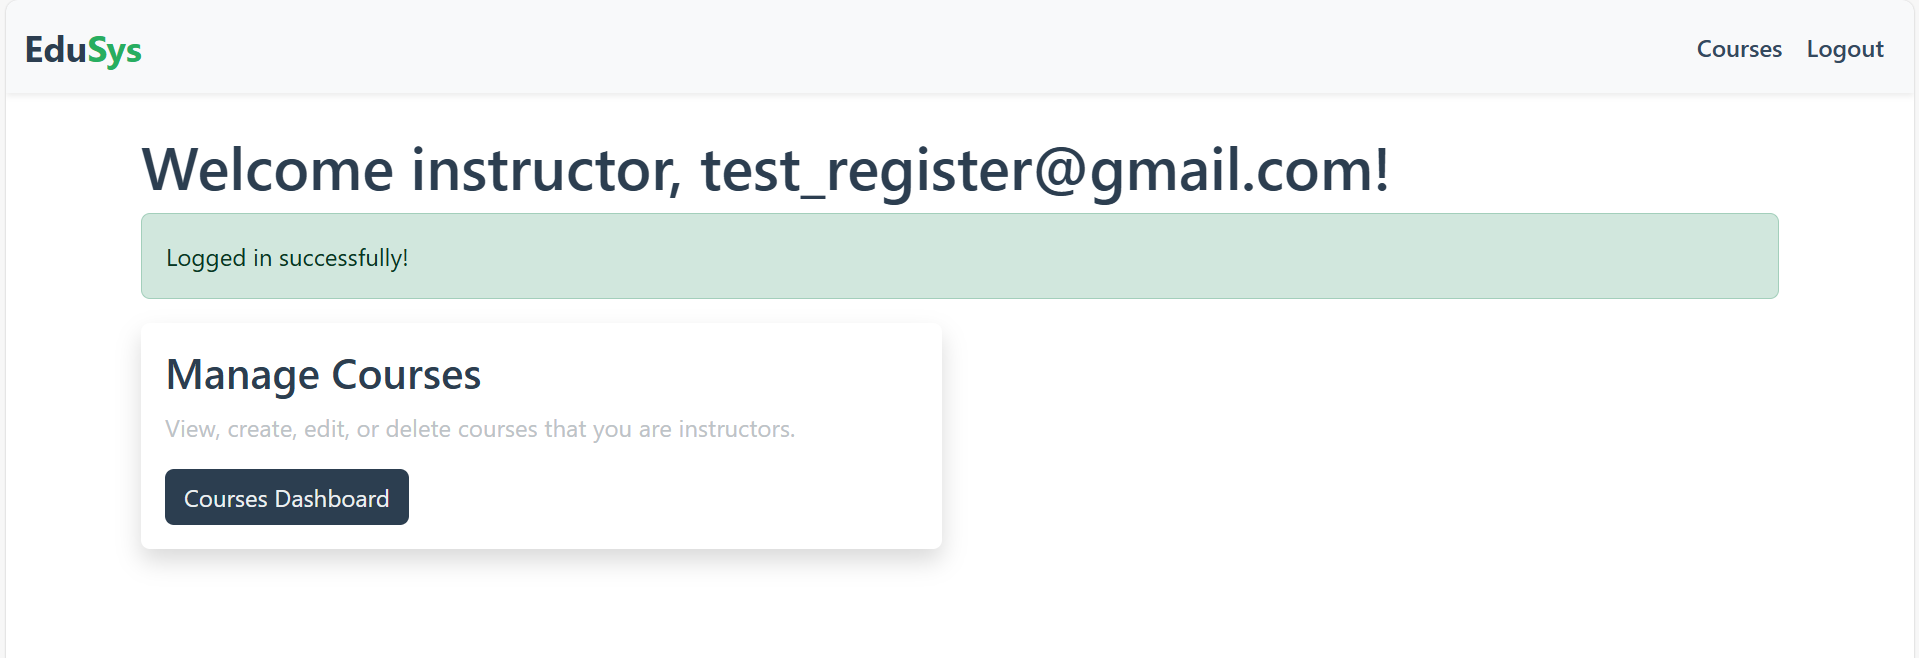 EduSys
Courses Logout
Welcome instructor, test_register@gmail.com!
Logged in successfully!
Manage Courses
View, create, edit, or delete courses that you are instructors.
Courses Dashboard